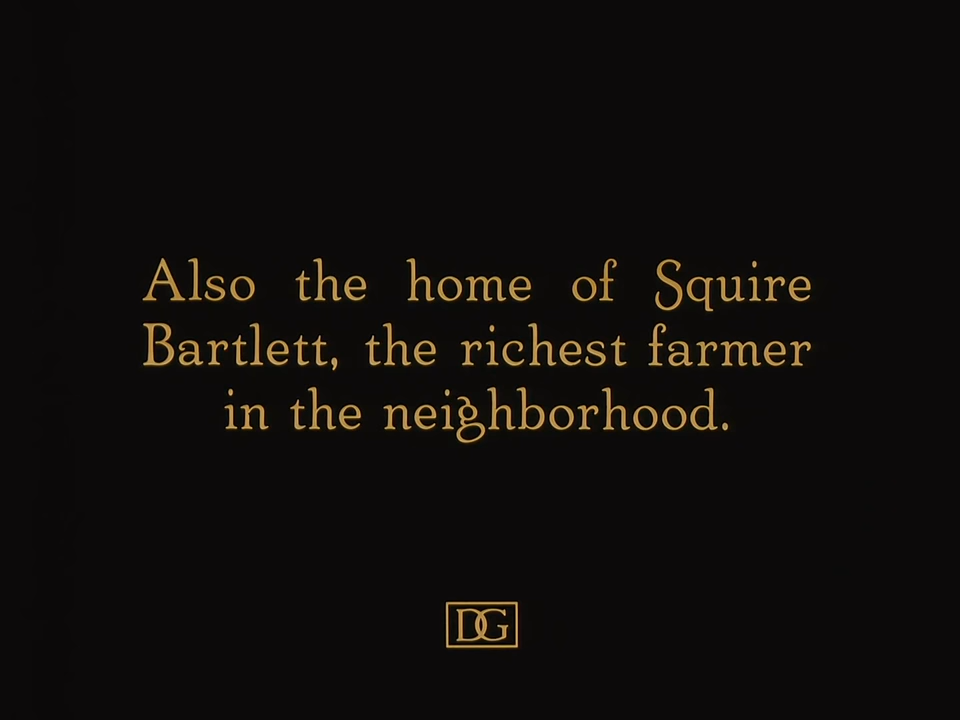 Also the home of Squire
Bartlett, the richest farmer
in the neighborhood.
DG